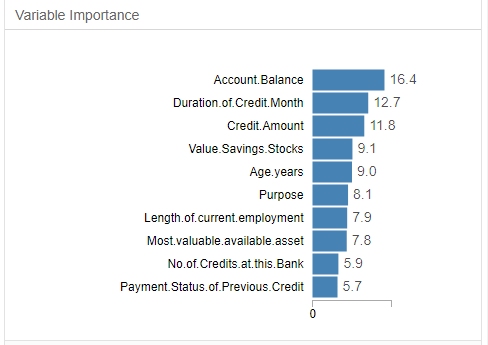 Variable Importance
Account.Balance 16.4
Duration.of.Credit.Month 12.7
Credit.Amount 11.8
Value.Savings.Stocks 9.1
Age.years 9.0
Purpose 8.1
Length.of.current.employment 7.9
Most.valuable.available.asset 7.8
No.of.Credits.at.this.Bank 5.9
Payment.Status.of.Previous.Credit 5.7
0